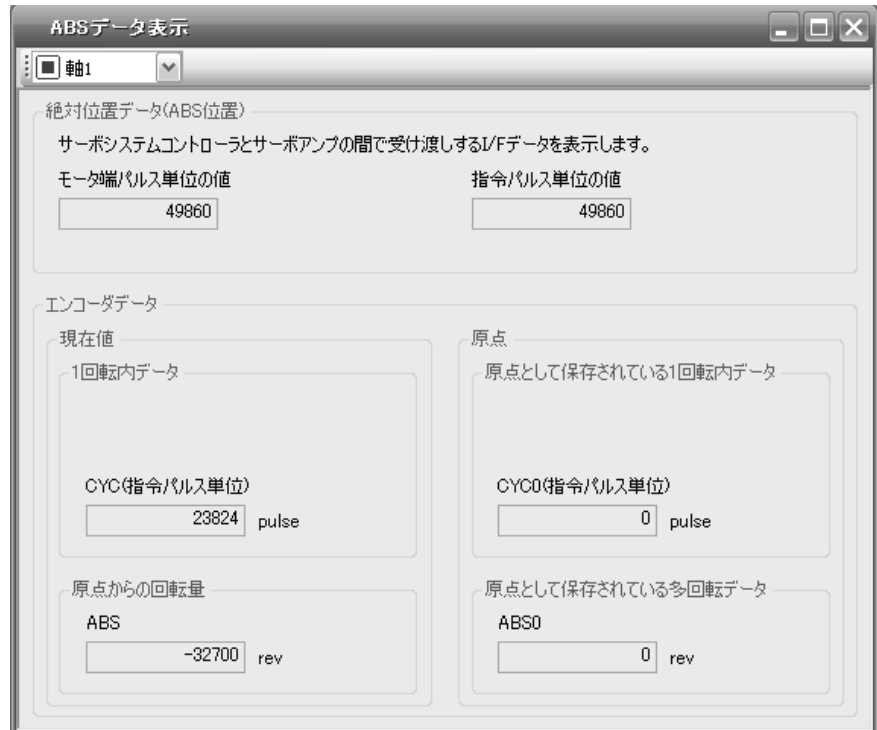 ABSデータ表示
軸1
絶対位置データ(ABS位置)
サーボシステムコントローラとサーボアンプの間で受け渡しするI/Fデータを表示します。
モータ端パルス単位の値 指令パルス単位の値
49860 49860
エンコーダデータ
現在値 原点
1回転内データ 原点として保存されている1回転内データ
CYC(指令パルス単位) CYC0(指令パルス単位)
23824 pulse 0 pulse
原点からの回転量 原点として保存されている多回転データ
ABS ABS0
-32700 rev 0 rev